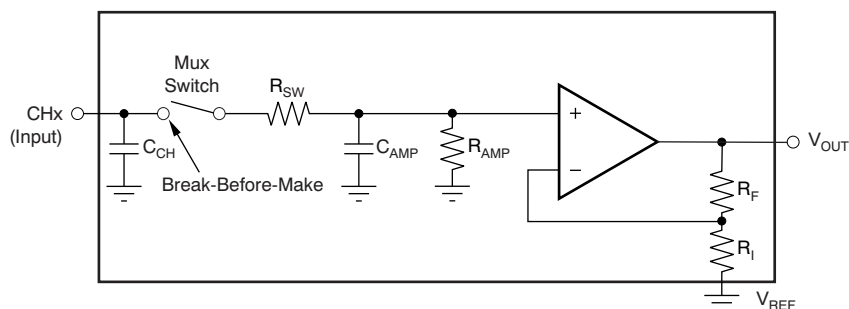 Mux
Switch
R_SW
CHx
(Input)
C_CH
C_AMP
R_AMP
+
−
V_OUT
Break-Before-Make
R_F
R_I
V_REF